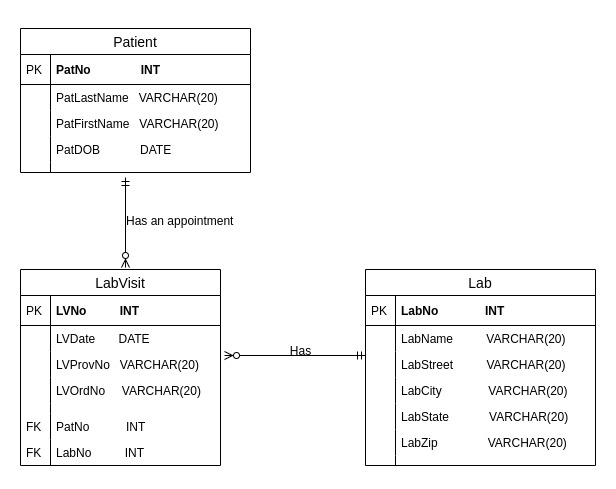 Patient
PK PatNo INT
PatLastName VARCHAR(20)
PatFirstName VARCHAR(20)
PatDOB DATE
Has an appointment
LabVisit
PK LVNo INT
LVDate DATE
LVProvNo VARCHAR(20)
LVOrdNo VARCHAR(20)
FK PatNo INT
FK LabNo INT
Has
Lab
PK LabNo INT
LabName VARCHAR(20)
LabStreet VARCHAR(20)
LabCity VARCHAR(20)
LabState VARCHAR(20)
LabZip VARCHAR(20)